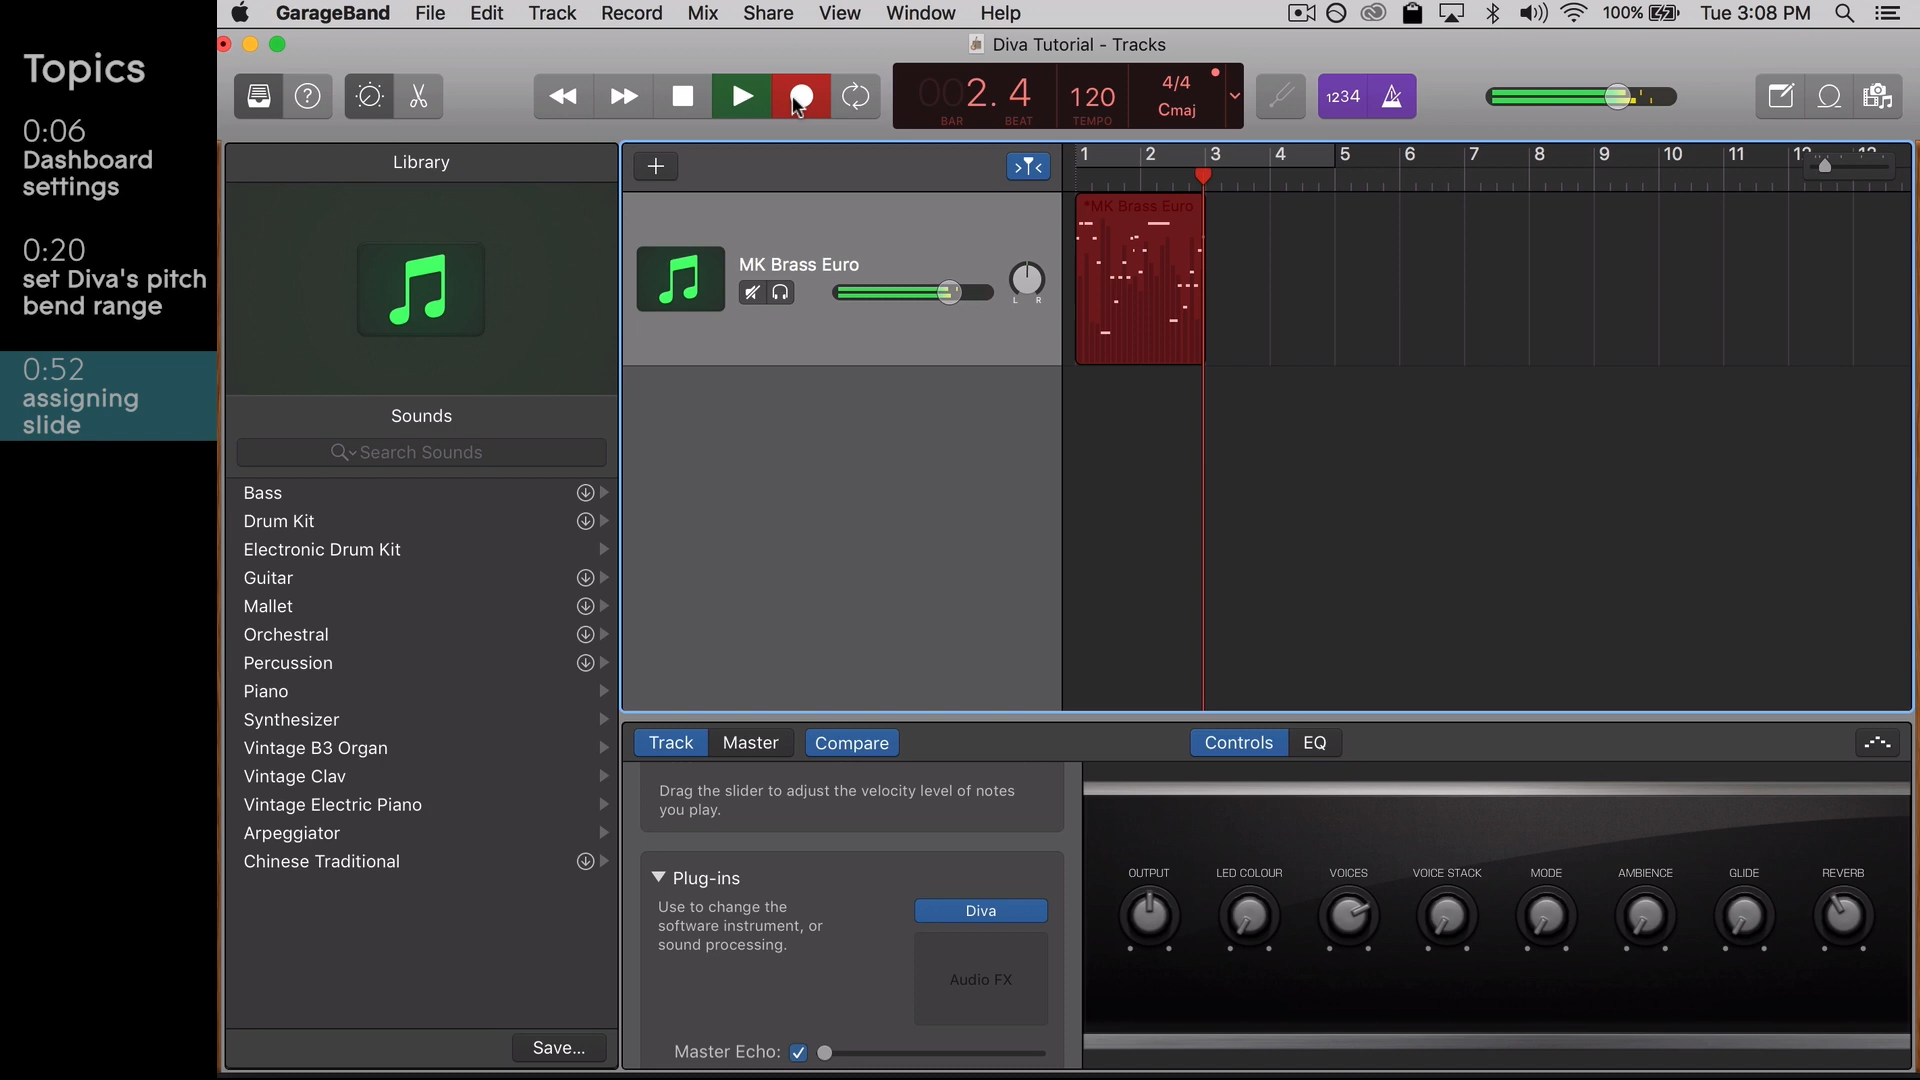 GarageBand File Edit Track Record Mix Share View Window Help 100% Tue 3:08 PM
Diva Tutorial - Tracks
Topics
0:06
Dashboard
settings
0:20
set Diva's pitch
bend range
0:52
assigning
slide
002. 4 120 4/4 Cmaj
BAR BEAT TEMPO
1234
Library
1 2 3 4 5 6 7 8 9 10 11
*MK Brass Euro
MK Brass Euro
L R
Sounds
Search Sounds
Bass
Drum Kit
Electronic Drum Kit
Guitar
Mallet
Orchestral
Percussion
Piano
Synthesizer
Vintage B3 Organ
Vintage Clav
Vintage Electric Piano
Arpeggiator
Chinese Traditional
Save...
Track Master Compare Controls EQ
Drag the slider to adjust the velocity level of notes
you play.
Plug-ins
Use to change the
software instrument, or
sound processing.
Diva
Audio FX
Master Echo:
OUTPUT LED COLOUR VOICES VOICE STACK MODE AMBIENCE GLIDE REVERB